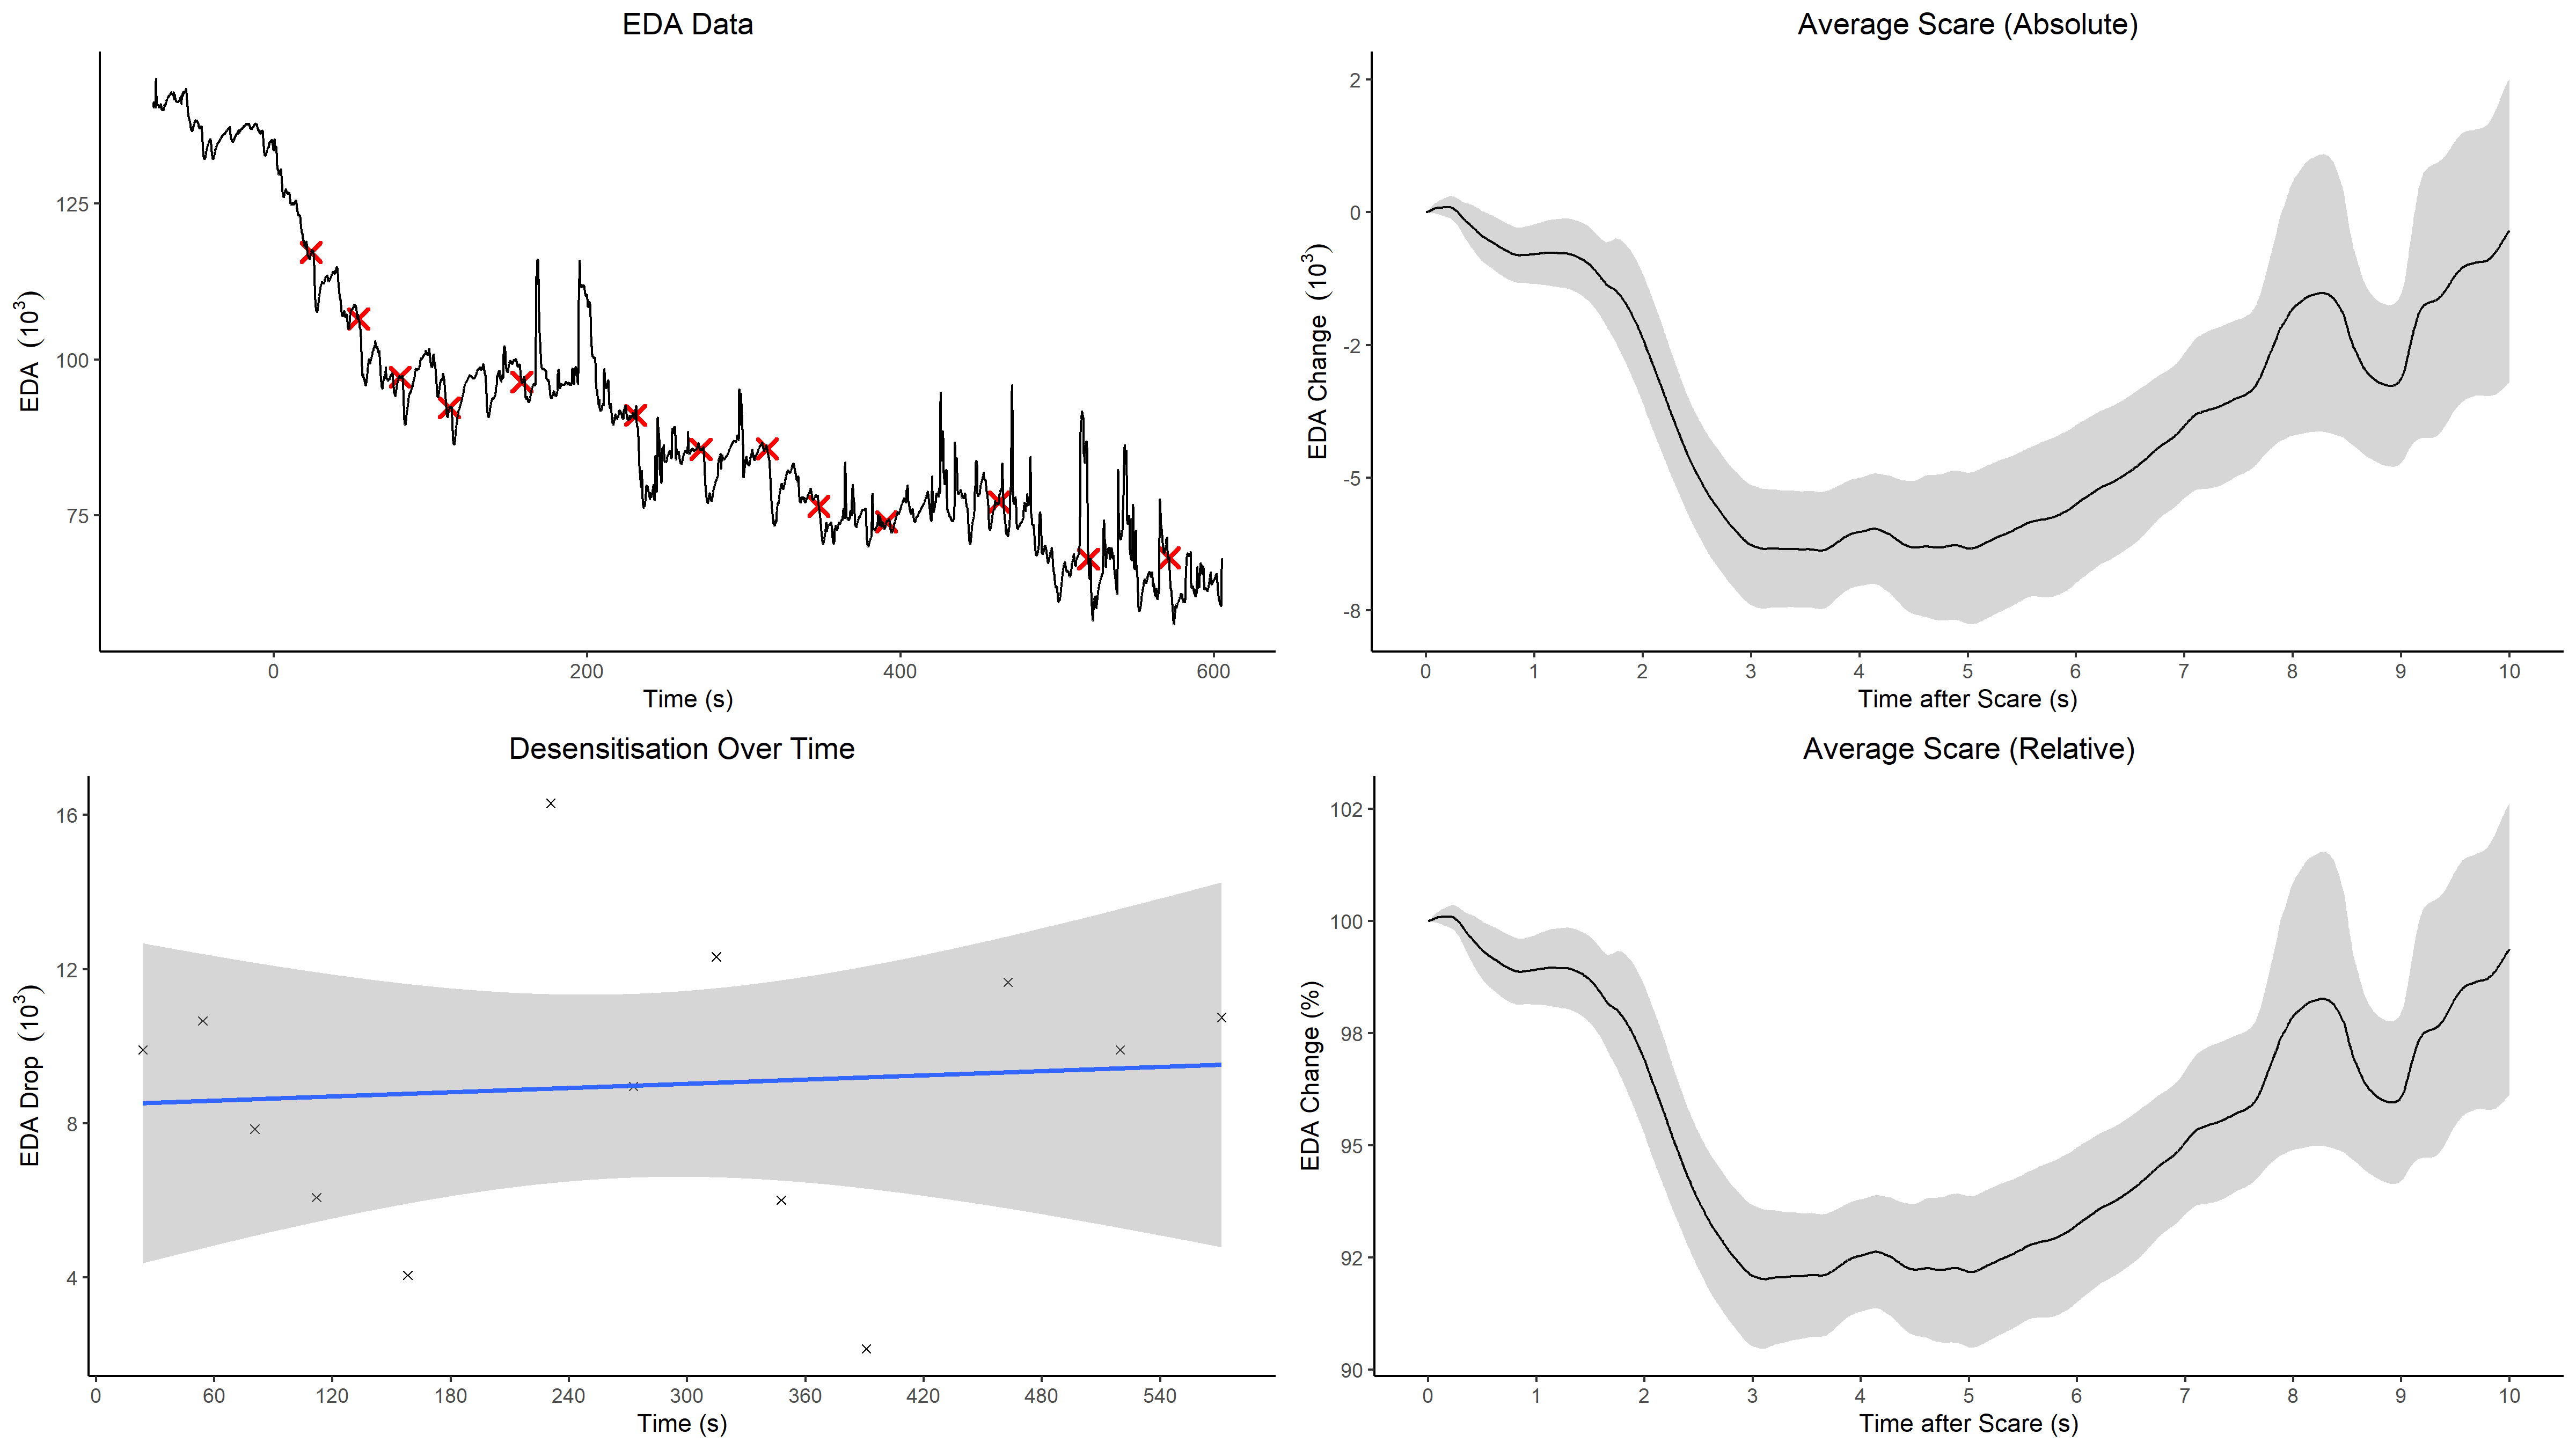 EDA Data
EDA (10³)
125
100
75
0 200 400 600
Time (s)
Average Scare (Absolute)
EDA Change (10³)
2
0
-2
-5
-8
0 1 2 3 4 5 6 7 8 9 10
Time after Scare (s)
Desensitisation Over Time
EDA Drop (10³)
16
12
8
4
0 60 120 180 240 300 360 420 480 540
Time (s)
Average Scare (Relative)
EDA Change (%)
102
100
98
95
92
90
0 1 2 3 4 5 6 7 8 9 10
Time after Scare (s)